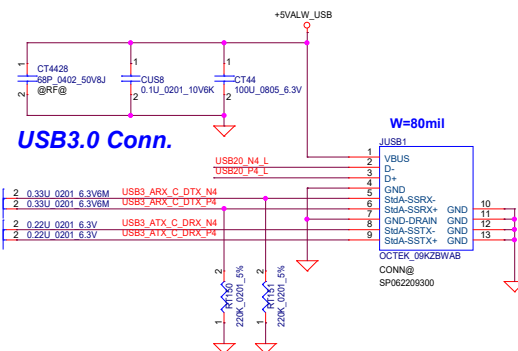 +5VALW_USB
1
2
CT4428
68P_0402_50V8J
@RF@
1
2
CUS8
0.1U_0201_10V6K
1
2
CT44
100U_0805_6.3V
USB3.0 Conn.
W=80mil
JUSB1
1 VBUS
USB20_N4_L 2 D-
USB20_P4_L 3 D+
4 GND
2 0.33U_0201_6.3V6M USB3_ARX_C_DTX_N4 5 StdA-SSRX-
2 0.33U_0201_6.3V6M USB3_ARX_C_DTX_P4 6 StdA-SSRX+ GND 10
7 GND-DRAIN GND 11
2 0.22U_0201_6.3V USB3_ATX_C_DRX_N4 8 StdA-SSTX- GND 12
2 0.22U_0201_6.3V USB3_ATX_C_DRX_P4 9 StdA-SSTX+ GND 13
OCTEK_09KZBWAB
CONN@
SP062209300
2
1
RT150
220K_0201_5%
2
1
RT151
220K_0201_5%